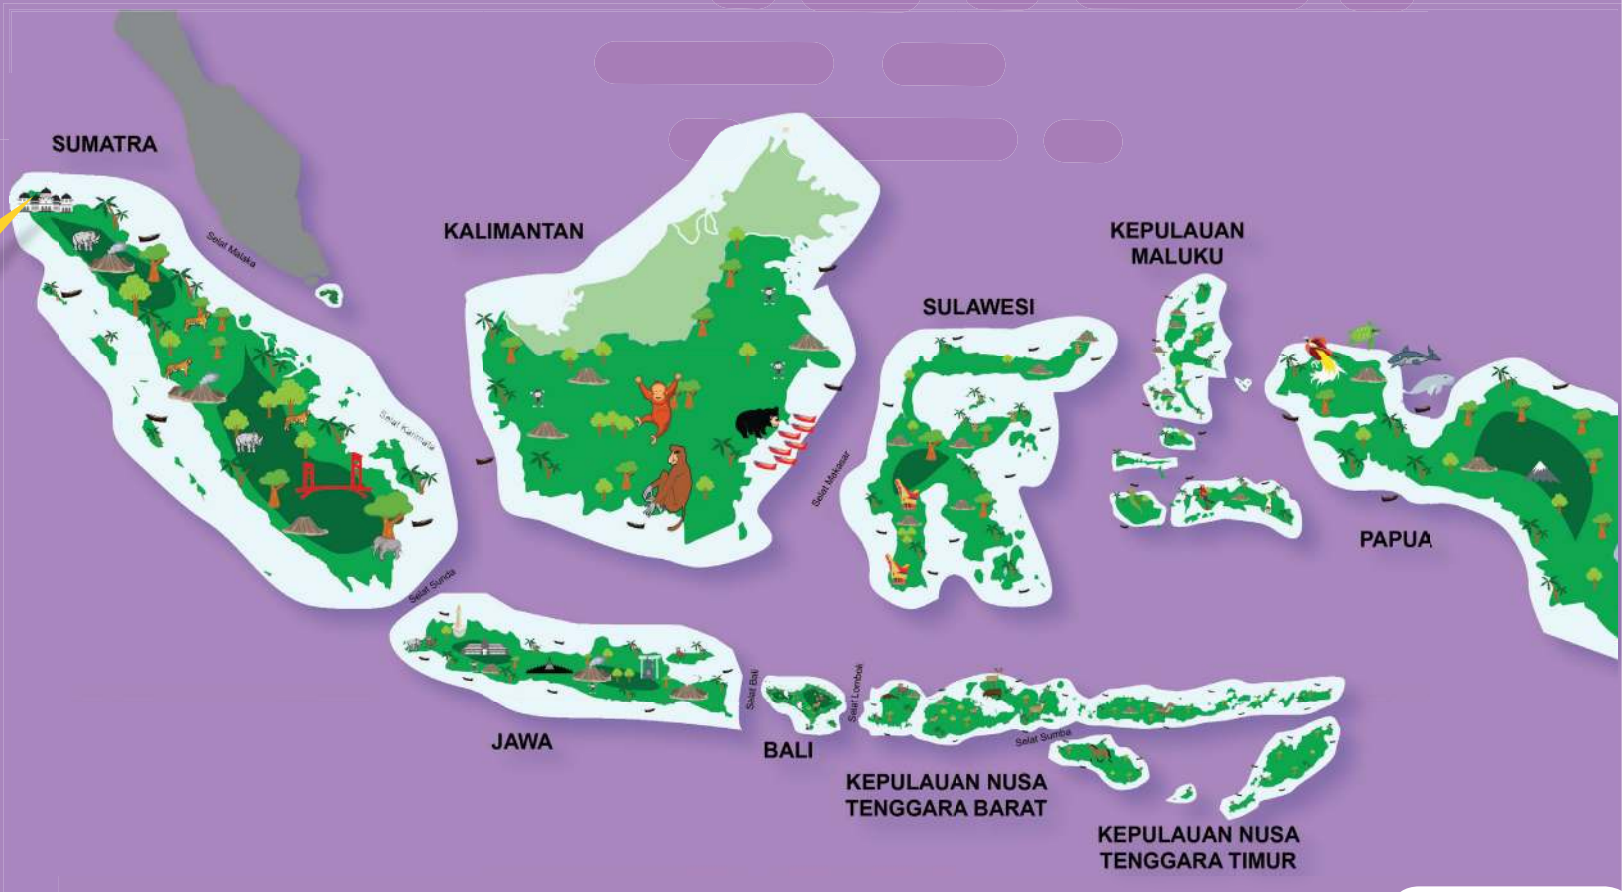 SUMATRA
Selat Malaka
KALIMANTAN
KEPULAUAN
MALUKU
SULAWESI
Selat Karimata
Selat Makasar
PAPUA
Selat Sunda
JAWA
Selat Bali
BALI
Selat Lombok
Selat Sumba
KEPULAUAN NUSA
TENGGARA BARAT
KEPULAUAN NUSA
TENGGARA TIMUR